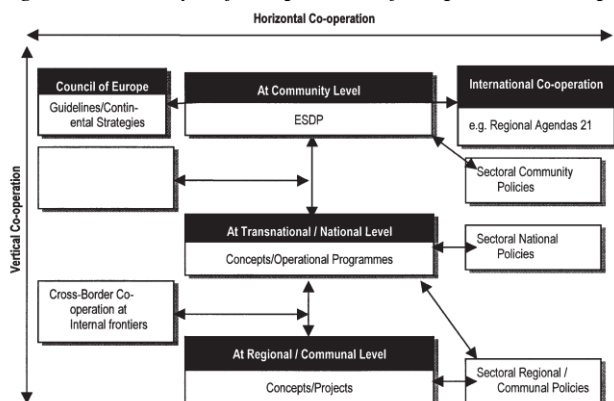 Horizontal Co-operation
Vertical Co-operation
Council of Europe
Guidelines/Contin-
ental Strategies
At Community Level
ESDP
International Co-operation
e.g. Regional Agendas 21
Sectoral Community
Policies
At Transnational / National Level
Concepts/Operational Programmes
Sectoral National
Policies
Cross-Border Co-
operation at
Internal frontiers
At Regional / Communal Level
Concepts/Projects
Sectoral Regional /
Communal Policies